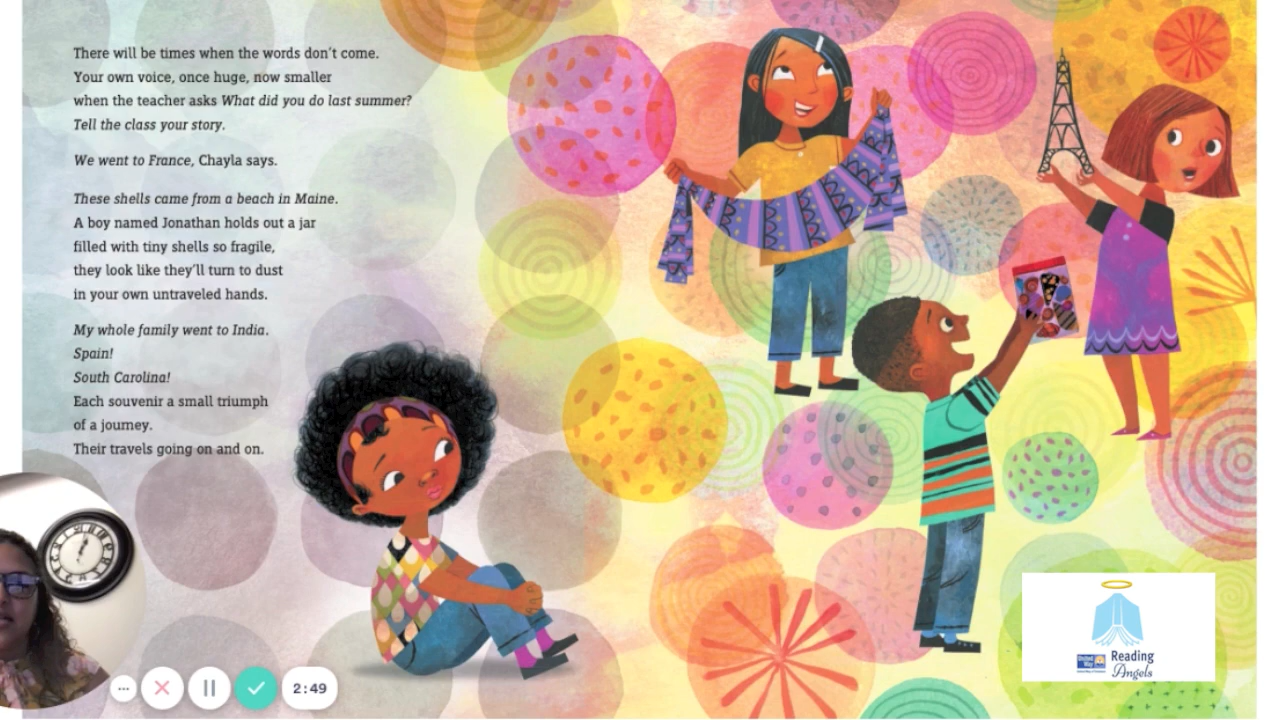 There will be times when the words don't come.
Your own voice, once huge, now smaller
when the teacher asks What did you do last summer?
Tell the class your story.
We went to France, Chayla says.
These shells came from a beach in Maine.
A boy named Jonathan holds out a jar
filled with tiny shells so fragile,
they look like they'll turn to dust
in your own untraveled hands.
My whole family went to India.
Spain!
South Carolina!
Each souvenir a small triumph
of a journey.
Their travels going on and on.
2:49
United Way
Reading
Angels